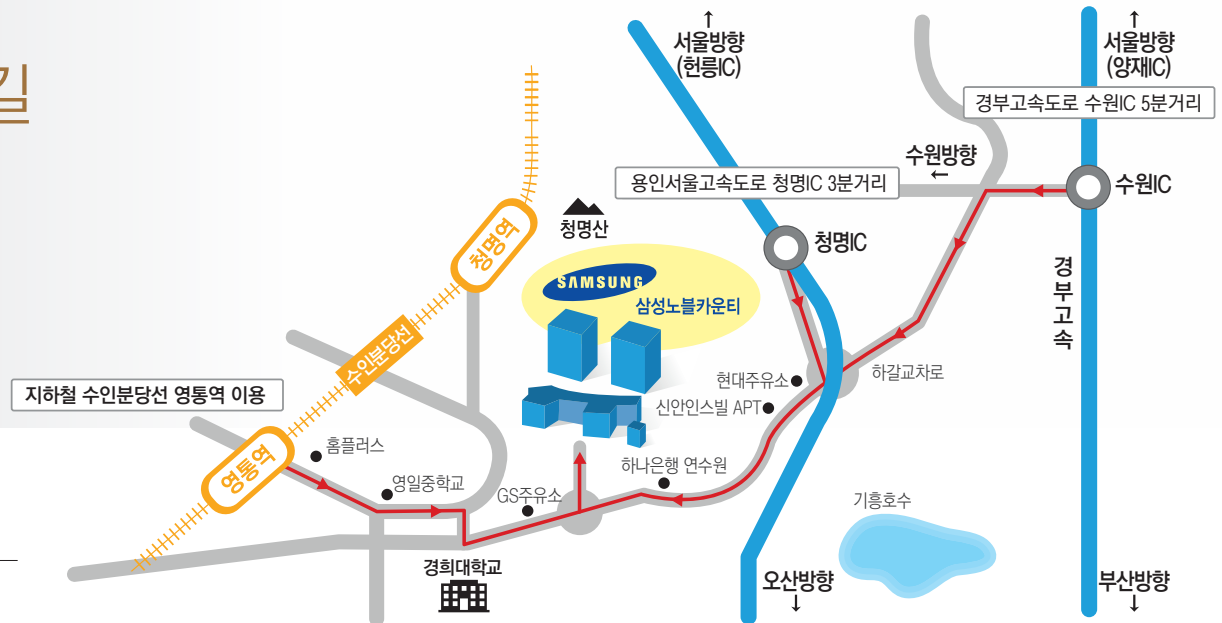 길
↑
서울방향
(헌릉IC)
↑
서울방향
(양재IC)
경부고속도로 수원IC 5분거리
수원방향
←
용인서울고속도로 청명IC 3분거리
수원IC
청명산
청명역
청명IC
SAMSUNG
삼성노블카운티
경부고속
수인분당선
지하철 수인분당선 영통역 이용
현대주유소
하갈교차로
신안인스빌 APT
홈플러스
영통역
하나은행 연수원
영일중학교
GS주유소
기흥호수
경희대학교
오산방향
↓
부산방향
↓